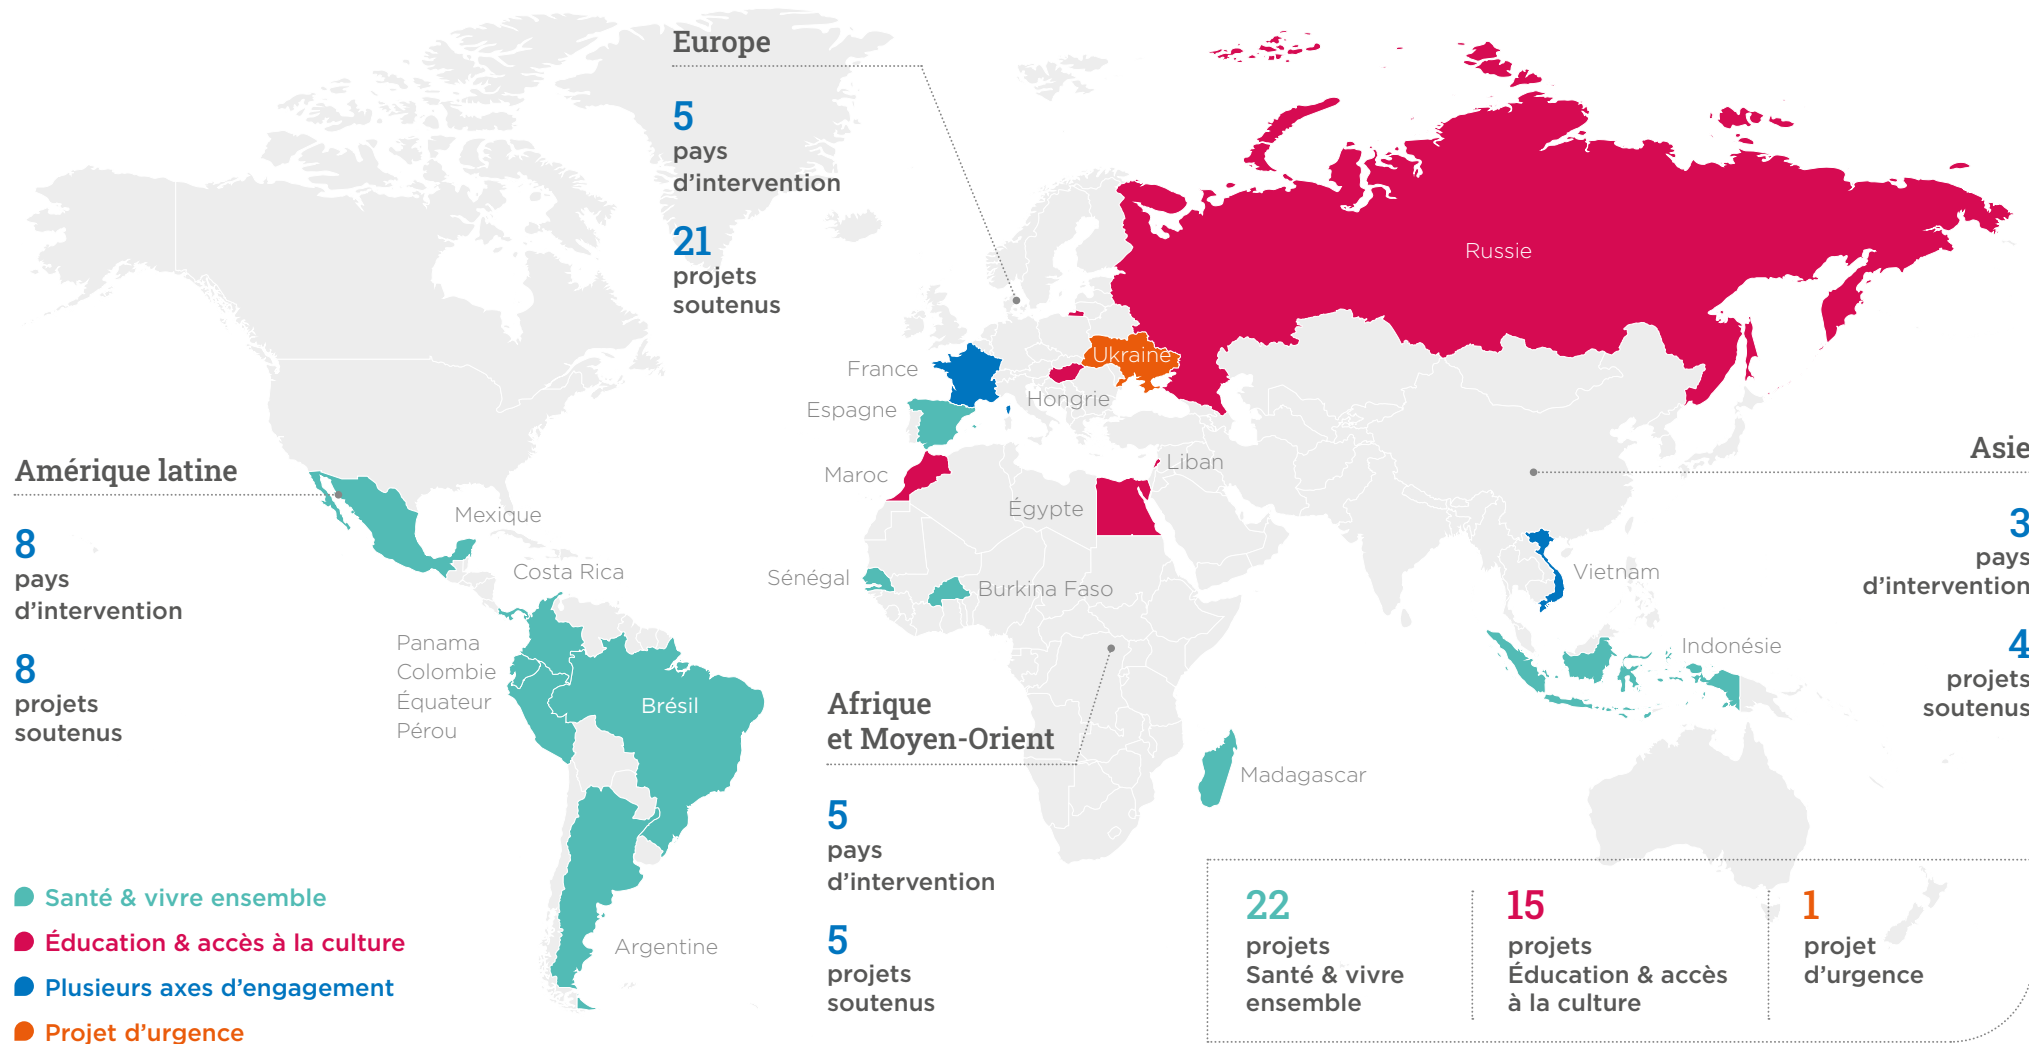 Europe
5
pays
d’intervention
21
projets
soutenus
Russie
Ukraine
France
Hongrie
Espagne
Maroc
Liban
Égypte
Sénégal
Burkina Faso
Amérique latine
8
pays
d’intervention
8
projets
soutenus
Mexique
Costa Rica
Panama
Colombie
Équateur
Pérou
Brésil
Argentine
Asie
3
pays
d’intervention
4
projets
soutenus
Vietnam
Indonésie
Afrique
et Moyen-Orient
5
pays
d’intervention
5
projets
soutenus
Madagascar
Santé & vivre ensemble
Éducation & accès à la culture
Plusieurs axes d’engagement
Projet d’urgence
22
projets
Santé & vivre
ensemble
15
projets
Éducation & accès
à la culture
1
projet
d’urgence